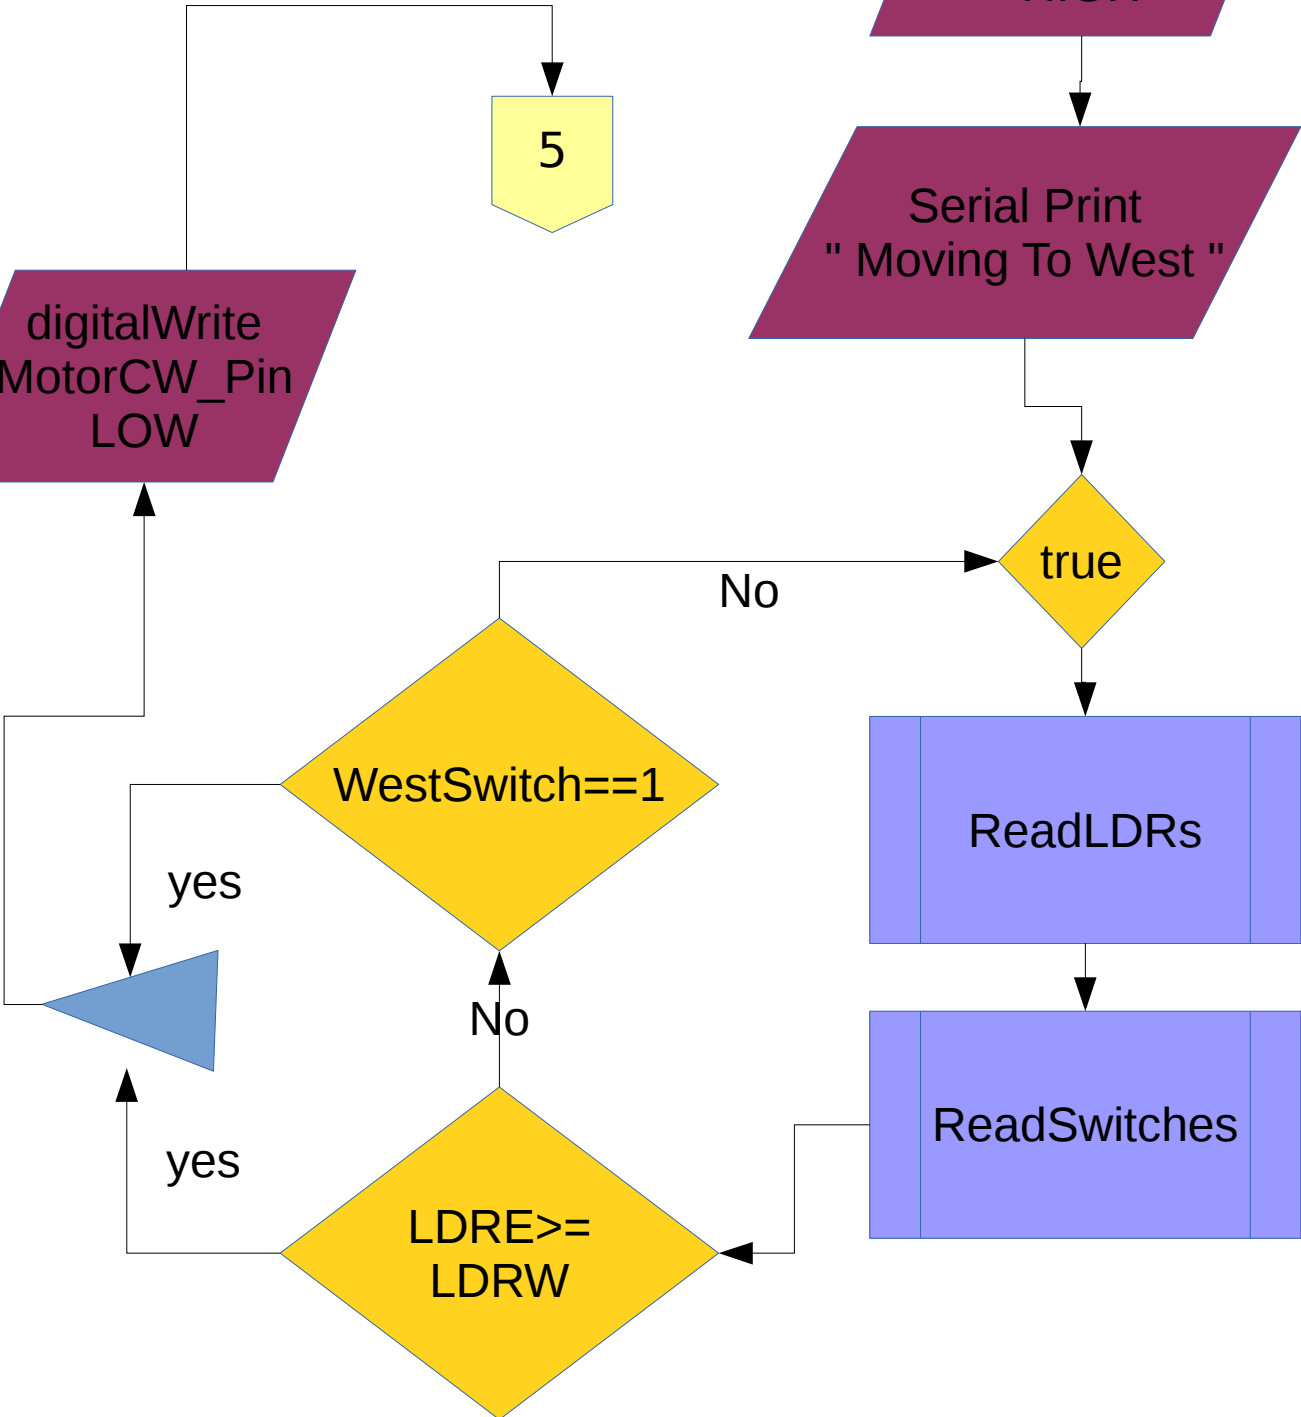 5
Serial Print
" Moving To West "
digitalWrite
MotorCW_Pin
LOW
true
No
WestSwitch==1
ReadLDRs
yes
No
ReadSwitches
yes
LDRE>=
LDRW